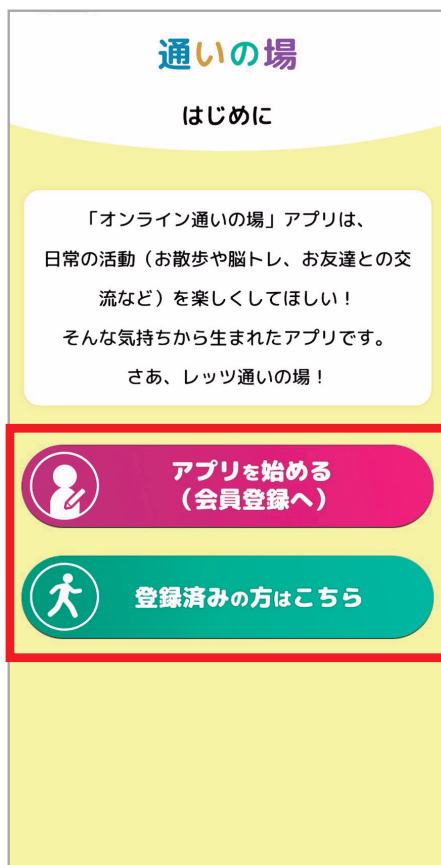 通いの場
はじめに
「オンライン通いの場」アプリは、
日常の活動（お散歩や脳トレ、お友達との交
流など）を楽しくしてほしい！
そんな気持ちから生まれたアプリです。
さあ、レッツ通いの場！
アプリを始める
（会員登録へ）
登録済みの方はこちら